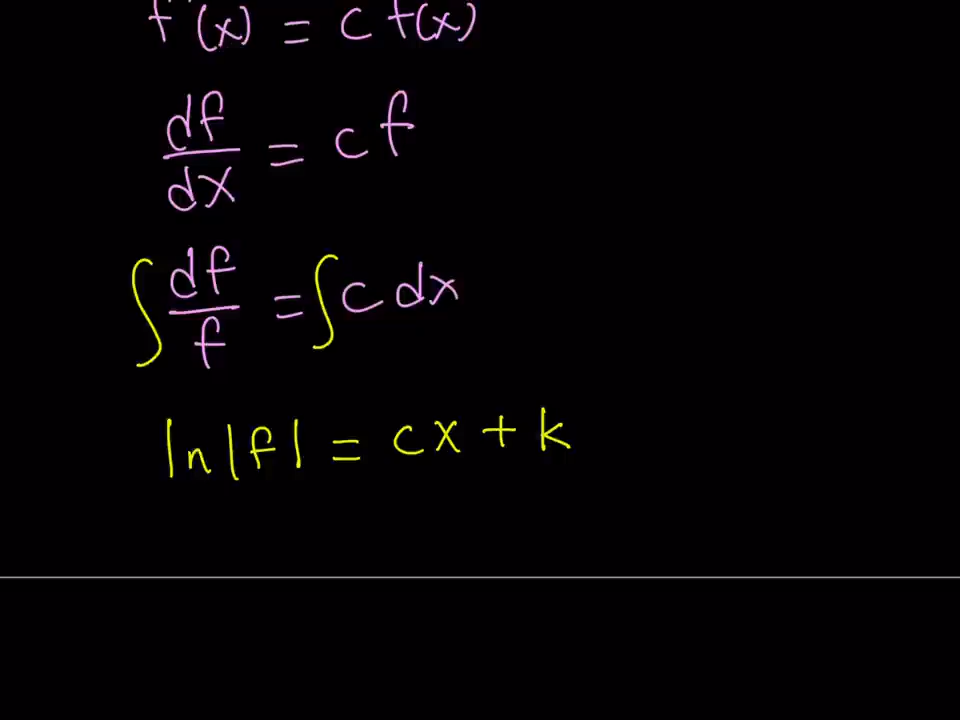 f'(x) = c f(x)
df/dx = c f
∫ df/f = ∫ c dx
ln|f| = cx + k